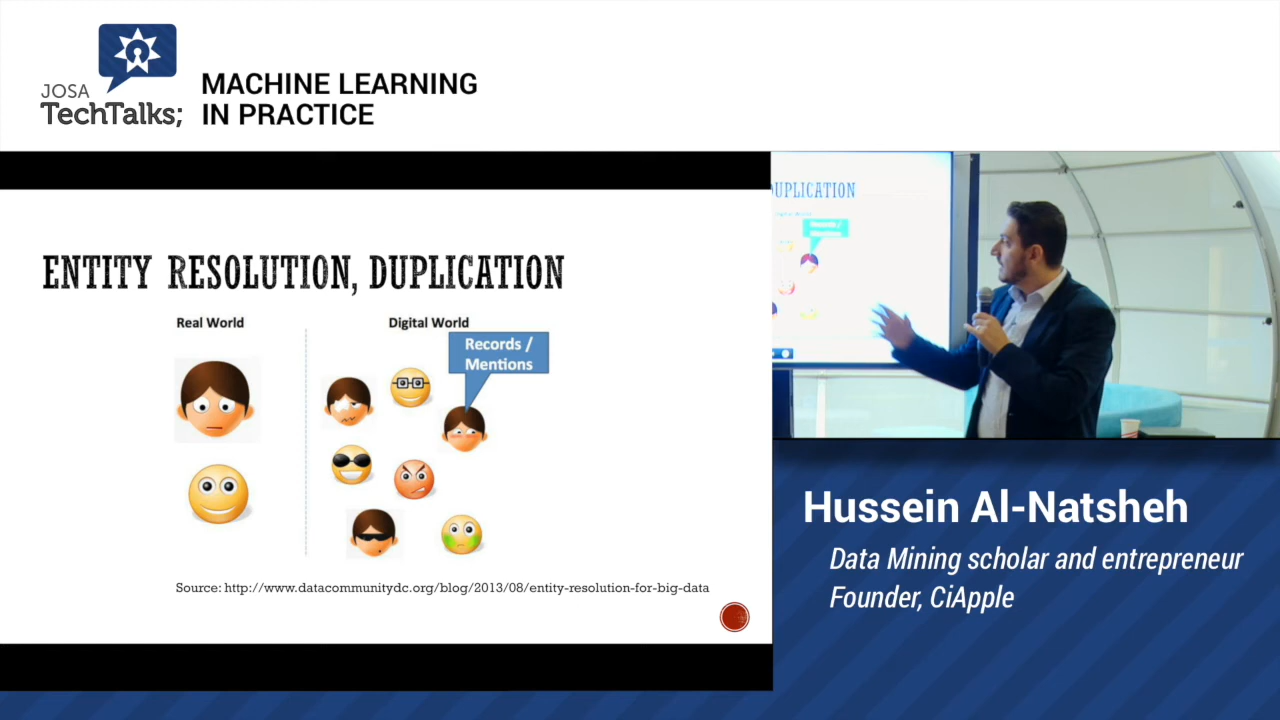 JOSA
TechTalks;
MACHINE LEARNING
IN PRACTICE
ENTITY RESOLUTION, DUPLICATION
Real World
Digital World
Records /
Mentions
Source: http://www.datacommunitydc.org/blog/2013/08/entity-resolution-for-big-data
UPLICATION
Hussein Al-Natsheh
Data Mining scholar and entrepreneur
Founder, CiApple